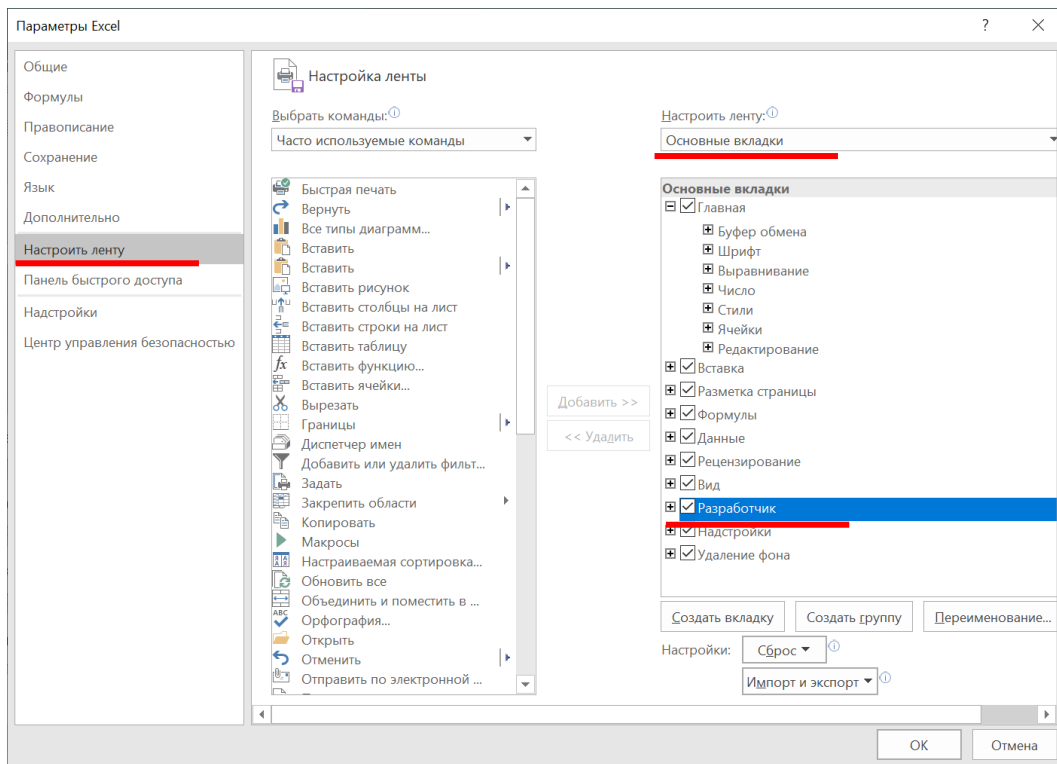 Параметры Excel
?
Общие
Формулы
Правописание
Сохранение
Язык
Дополнительно
Настроить ленту
Панель быстрого доступа
Надстройки
Центр управления безопасностью
Настройка ленты
Выбрать команды:
Часто используемые команды
Быстрая печать
Вернуть
Все типы диаграмм...
Вставить
Вставить
Вставить рисунок
Вставить столбцы на лист
Вставить строки на лист
Вставить таблицу
fx Вставить функцию...
Вставить ячейки...
Вырезать
Границы
Диспетчер имен
Добавить или удалить фильт...
Задать
Закрепить области
Копировать
Макросы
Настраиваемая сортировка...
Обновить все
Объединить и поместить в ...
ABC
Орфография...
Открыть
Отменить
Отправить по электронной ...
Добавить >>
<< Удалить
Настроить ленту:
Основные вкладки
Основные вкладки
Главная
Буфер обмена
Шрифт
Выравнивание
Число
Стили
Ячейки
Редактирование
Вставка
Разметка страницы
Формулы
Данные
Рецензирование
Вид
Разработчик
Надстройки
Удаление фона
Создать вкладку
Создать группу
Переименование...
Настройки:
Сброс
Импорт и экспорт
ОК
Отмена